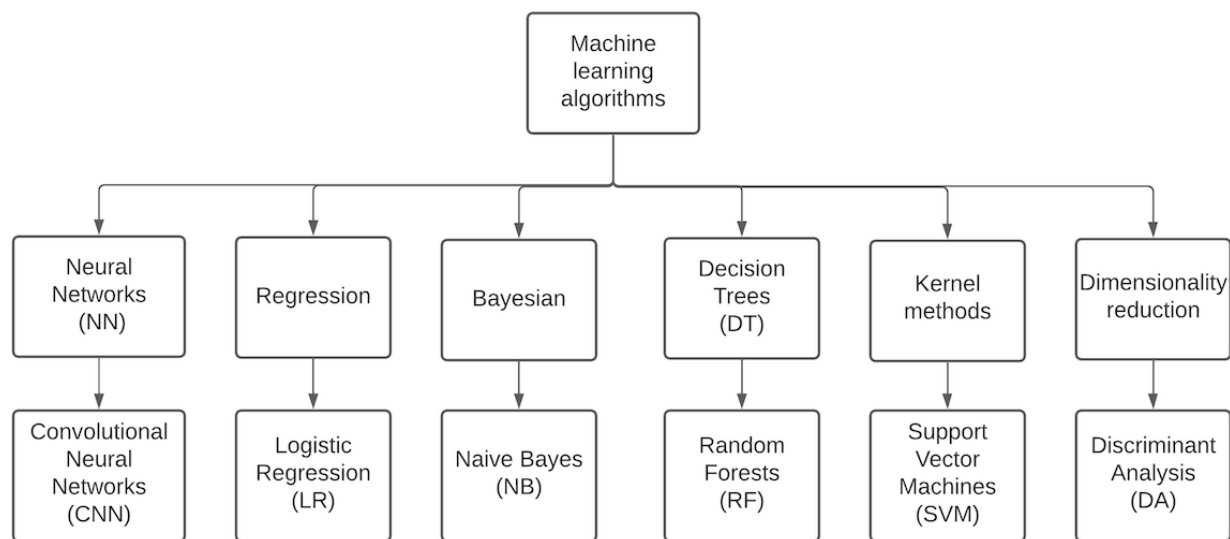 Machine
learning
algorithms
Neural
Networks
(NN)
Regression
Bayesian
Decision
Trees
(DT)
Kernel
methods
Dimensionality
reduction
Convolutional
Neural
Networks
(CNN)
Logistic
Regression
(LR)
Naive Bayes
(NB)
Random
Forests
(RF)
Support
Vector
Machines
(SVM)
Discriminant
Analysis
(DA)